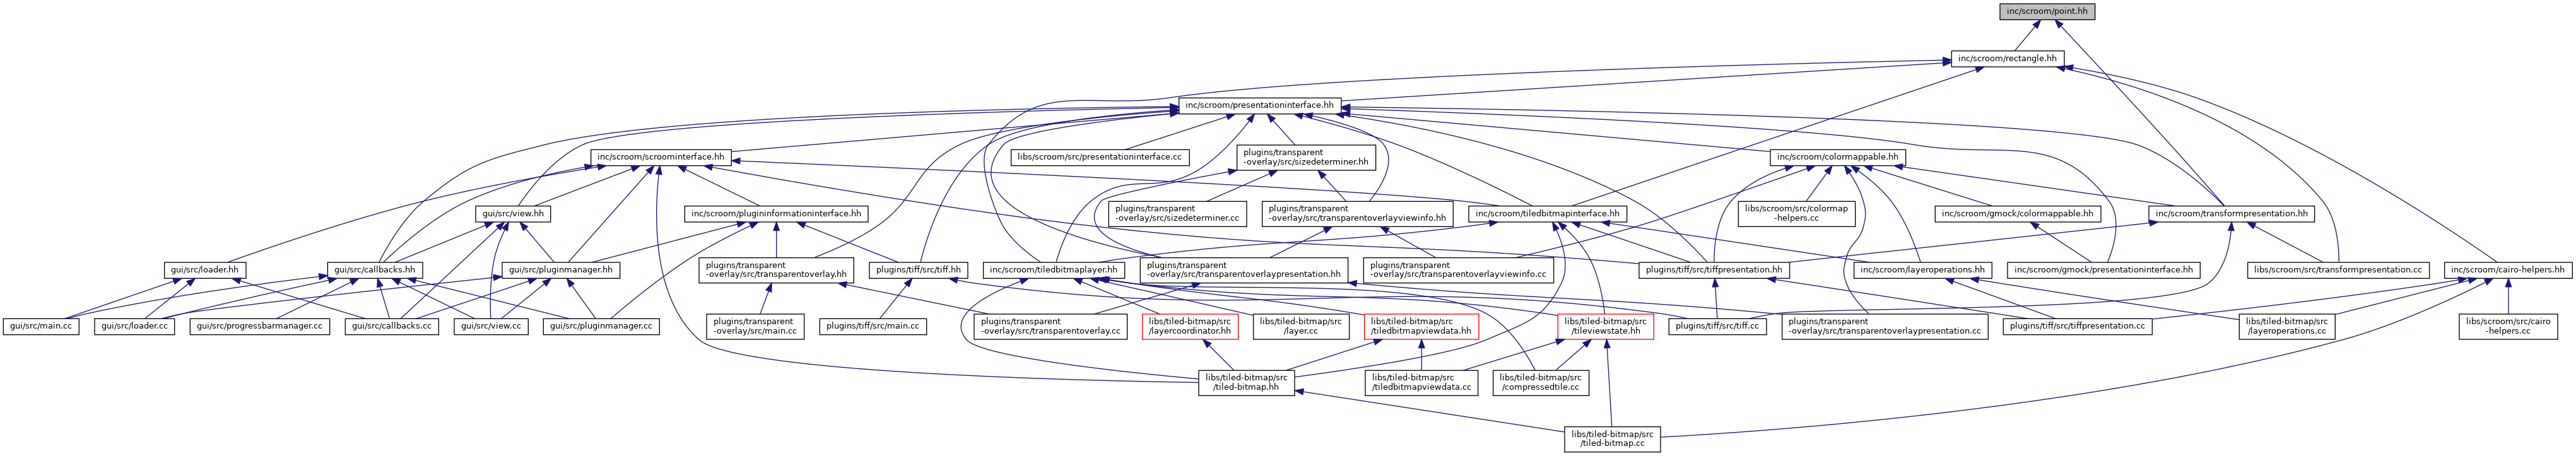 inc/scroom/point.hh
inc/scroom/rectangle.hh
inc/scroom/presentationinterface.hh
inc/scroom/scroominterface.hh
libs/scroom/src/presentationinterface.cc
plugins/transparent
-overlay/src/sizedeterminer.hh
inc/scroom/colormappable.hh
gui/src/view.hh
inc/scroom/plugininformationinterface.hh
plugins/transparent
-overlay/src/sizedeterminer.cc
plugins/transparent
-overlay/src/transparentoverlayviewinfo.hh
inc/scroom/tiledbitmapinterface.hh
libs/scroom/src/colormap
-helpers.cc
inc/scroom/gmock/colormappable.hh
inc/scroom/transformpresentation.hh
gui/src/loader.hh
gui/src/callbacks.hh
gui/src/pluginmanager.hh
plugins/transparent
-overlay/src/transparentoverlay.hh
plugins/tiff/src/tiff.hh
inc/scroom/tiledbitmaplayer.hh
plugins/transparent
-overlay/src/transparentoverlaypresentation.hh
plugins/transparent
-overlay/src/transparentoverlayviewinfo.cc
plugins/tiff/src/tiffpresentation.hh
inc/scroom/layeroperations.hh
inc/scroom/gmock/presentationinterface.hh
libs/scroom/src/transformpresentation.cc
inc/scroom/cairo-helpers.hh
gui/src/main.cc
gui/src/loader.cc
gui/src/progressbarmanager.cc
gui/src/callbacks.cc
gui/src/view.cc
gui/src/pluginmanager.cc
plugins/transparent
-overlay/src/main.cc
plugins/tiff/src/main.cc
plugins/transparent
-overlay/src/transparentoverlay.cc
libs/tiled-bitmap/src
/layercoordinator.hh
libs/tiled-bitmap/src
/layer.cc
libs/tiled-bitmap/src
/tiledbitmapviewdata.hh
libs/tiled-bitmap/src
/tileviewstate.hh
plugins/tiff/src/tiff.cc
plugins/transparent
-overlay/src/transparentoverlaypresentation.cc
plugins/tiff/src/tiffpresentation.cc
libs/tiled-bitmap/src
/layeroperations.cc
libs/scroom/src/cairo
-helpers.cc
libs/tiled-bitmap/src
/tiled-bitmap.hh
libs/tiled-bitmap/src
/tiledbitmapviewdata.cc
libs/tiled-bitmap/src
/compressedtile.cc
libs/tiled-bitmap/src
/tiled-bitmap.cc